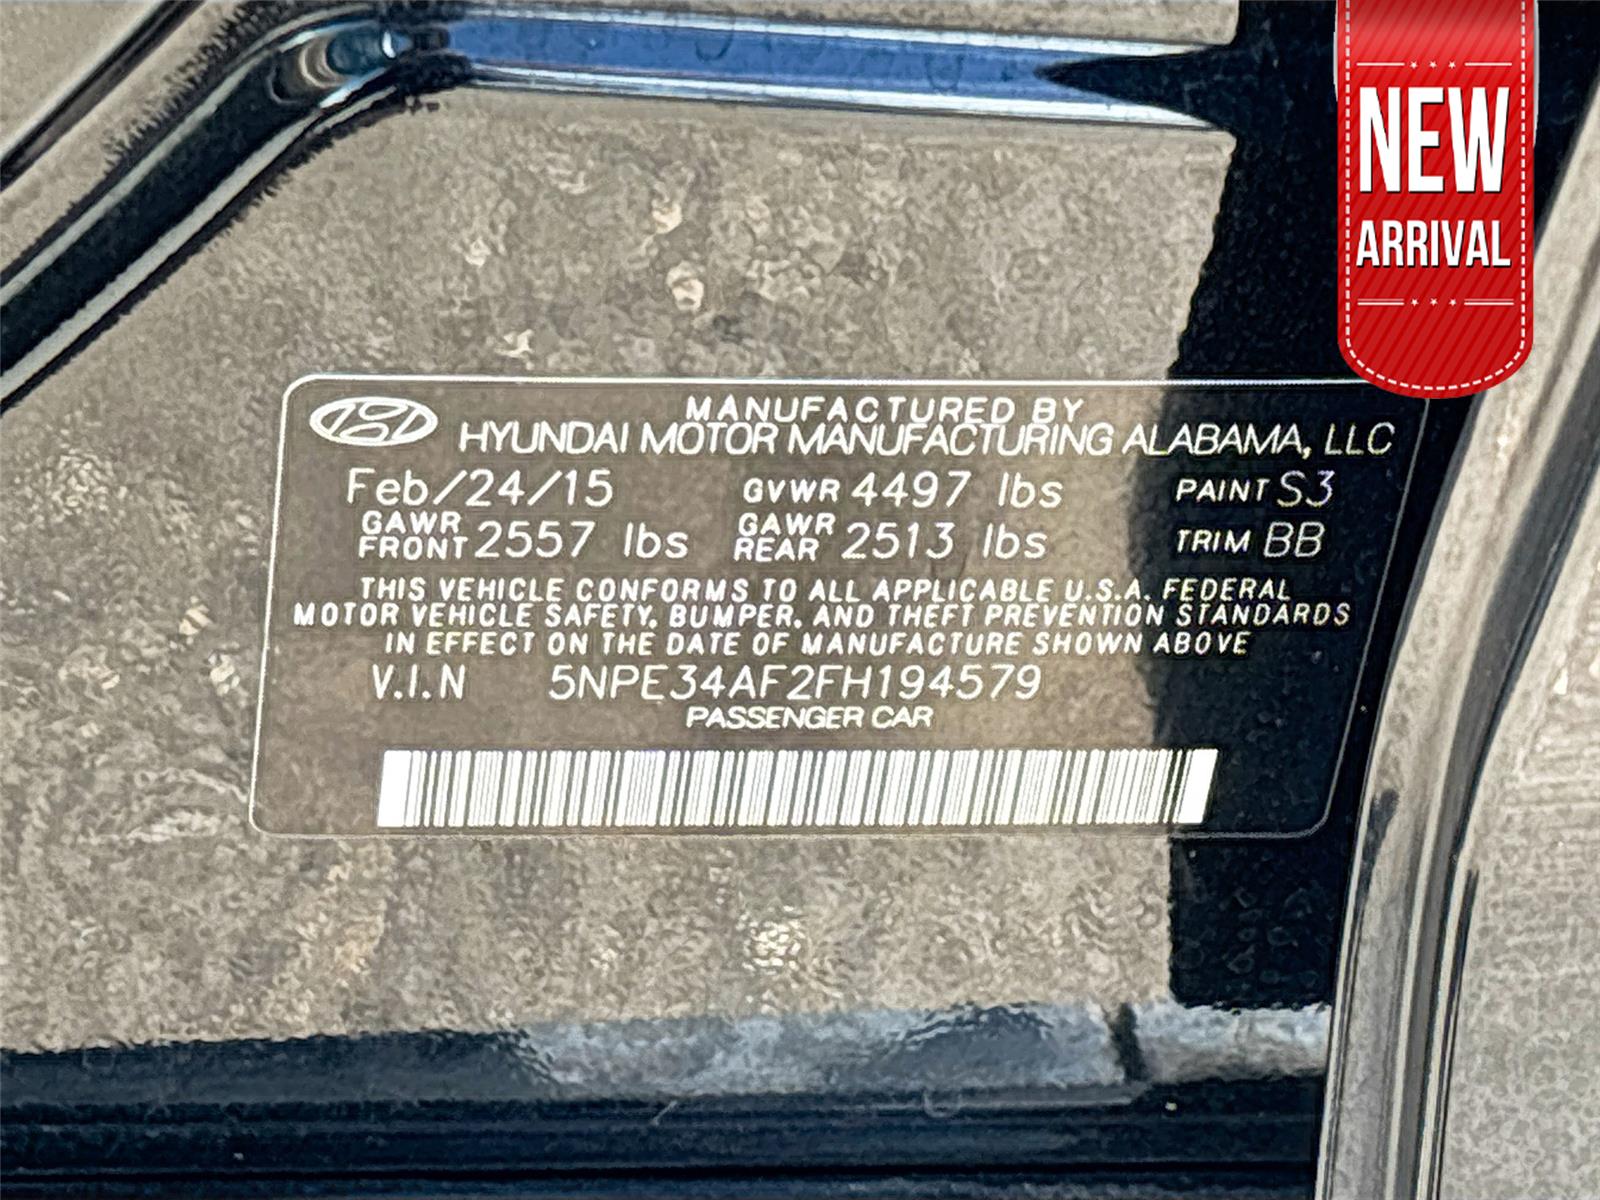 NEW
ARRIVAL
MANUFACTURED BY
HYUNDAI MOTOR MANUFACTURING ALABAMA, LLC
Feb/24/15 GVWR 4497 lbs PAINT S3
GAWR FRONT 2557 lbs GAWR REAR 2513 lbs TRIM BB
THIS VEHICLE CONFORMS TO ALL APPLICABLE U.S.A. FEDERAL
MOTOR VEHICLE SAFETY, BUMPER, AND THEFT PREVENTION STANDARDS
IN EFFECT ON THE DATE OF MANUFACTURE SHOWN ABOVE
V.I.N 5NPE34AF2FH194579
PASSENGER CAR